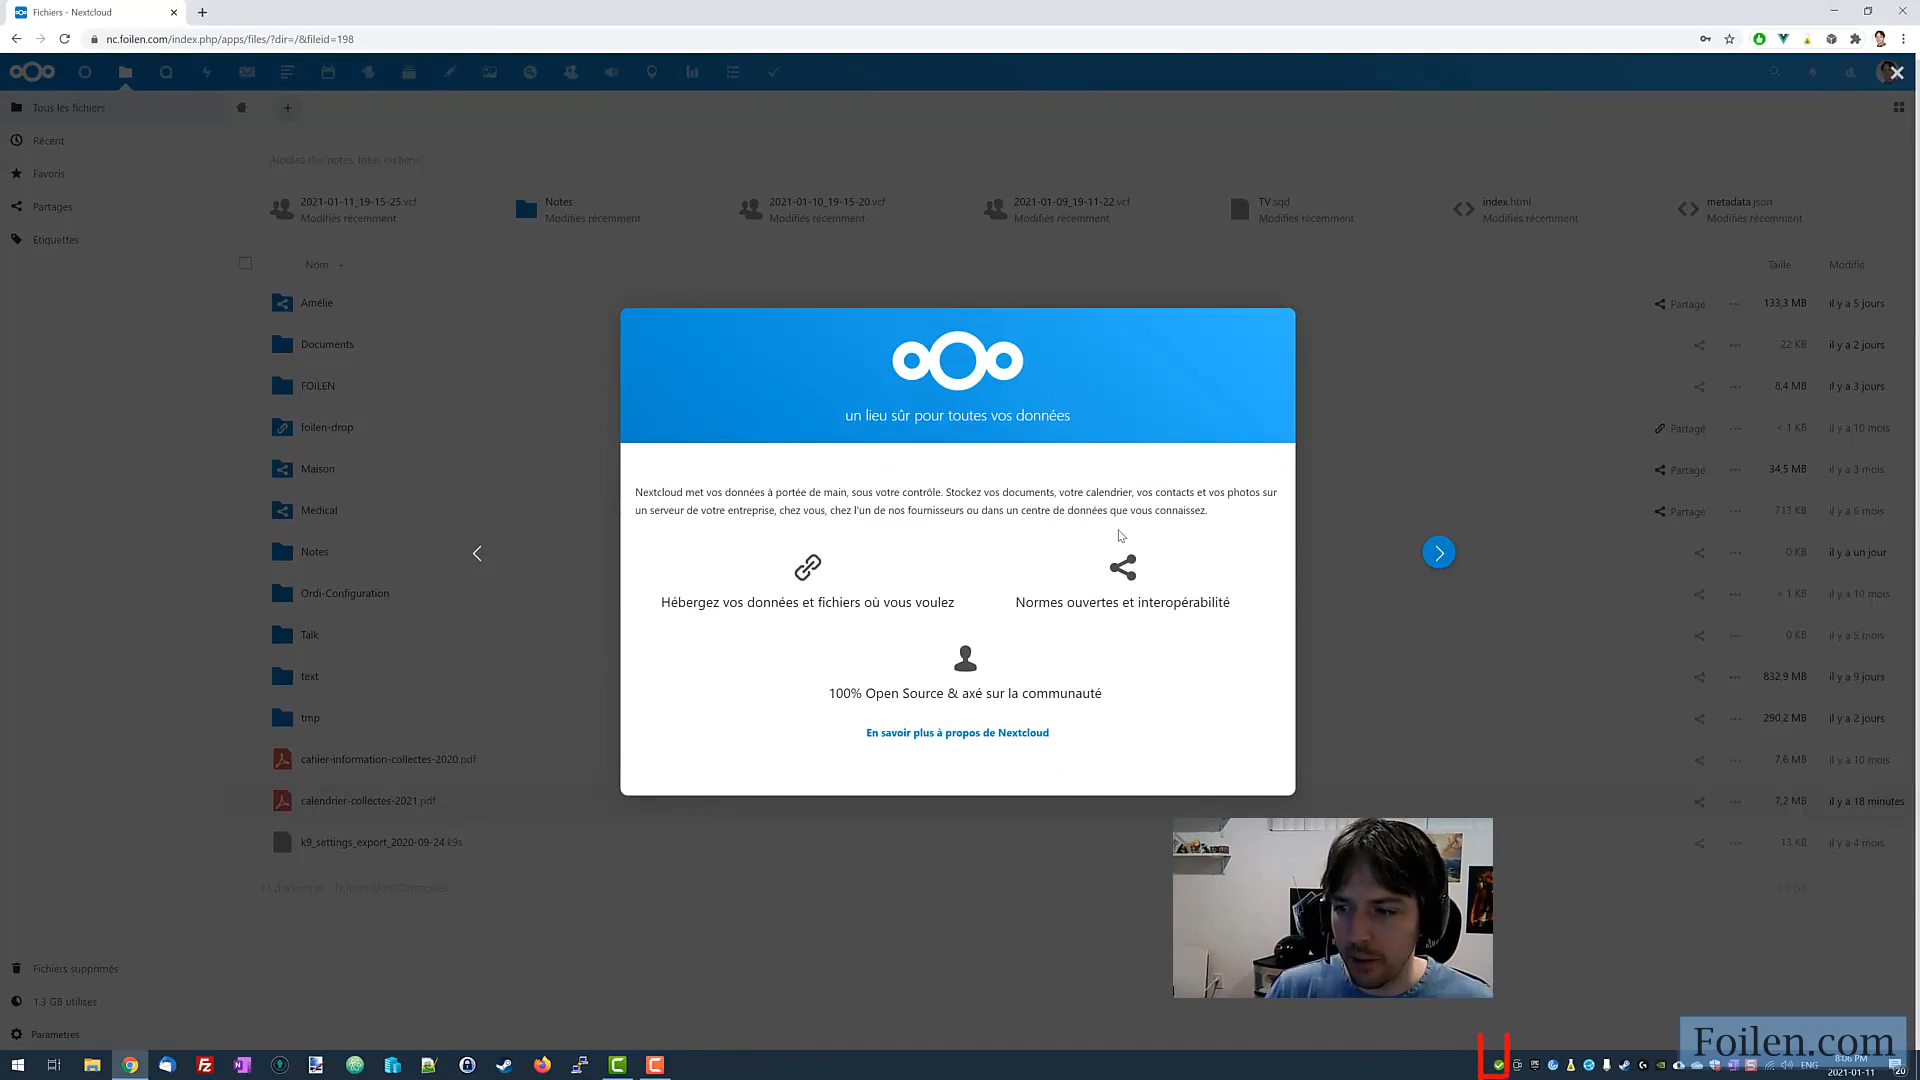 Fichiers - Nextcloud
nc.foilen.com/index.php/apps/files/?dir=/&fileid=198
Tous les fichiers
Récent
Favoris
Partages
Étiquettes
Ajoutez des notes, listes ou liens
2021-01-11_19-15-25.vcf
Modifiés récemment
Notes
Modifiés récemment
2021-01-10_19-15-20.vcf
Modifiés récemment
2021-01-09_19-11-22.vcf
Modifiés récemment
TV.sqd
Modifiés récemment
index.html
Modifiés récemment
metadata.json
Modifiés récemment
Nom
Taille
Modifié
Amélie
Partagé
133,3 MB
il y a 5 jours
Documents
22 KB
il y a 2 jours
FOILEN
8,4 MB
il y a 3 jours
foilen-drop
Partagé
< 1 KB
il y a 10 mois
Maison
Partagé
34,5 MB
il y a 3 mois
Medical
Partagé
713 KB
il y a 6 mois
Notes
0 KB
il y a un jour
Ordi-Configuration
< 1 KB
il y a 10 mois
Talk
0 KB
il y a 5 mois
text
832,9 MB
il y a 9 jours
tmp
290,2 MB
il y a 2 jours
cahier-information-collectes-2020.pdf
7,6 MB
il y a 10 mois
calendrier-collectes-2021.pdf
7,2 MB
il y a 18 minutes
k9_settings_export_2020-09-24.k9s
13 KB
il y a 4 mois
un lieu sûr pour toutes vos données
Nextcloud met vos données à portée de main, sous votre contrôle. Stockez vos documents, votre calendrier, vos contacts et vos photos sur
un serveur de votre entreprise, chez vous, chez l'un de nos fournisseurs ou dans un centre de données que vous connaissez.
Hébergez vos données et fichiers où vous voulez
Normes ouvertes et interopérabilité
100% Open Source & axé sur la communauté
En savoir plus à propos de Nextcloud
Fichiers supprimés
1.3 GB utilisés
Paramètres
Foilen.com
ENG
8:06 PM
2021-01-11
20